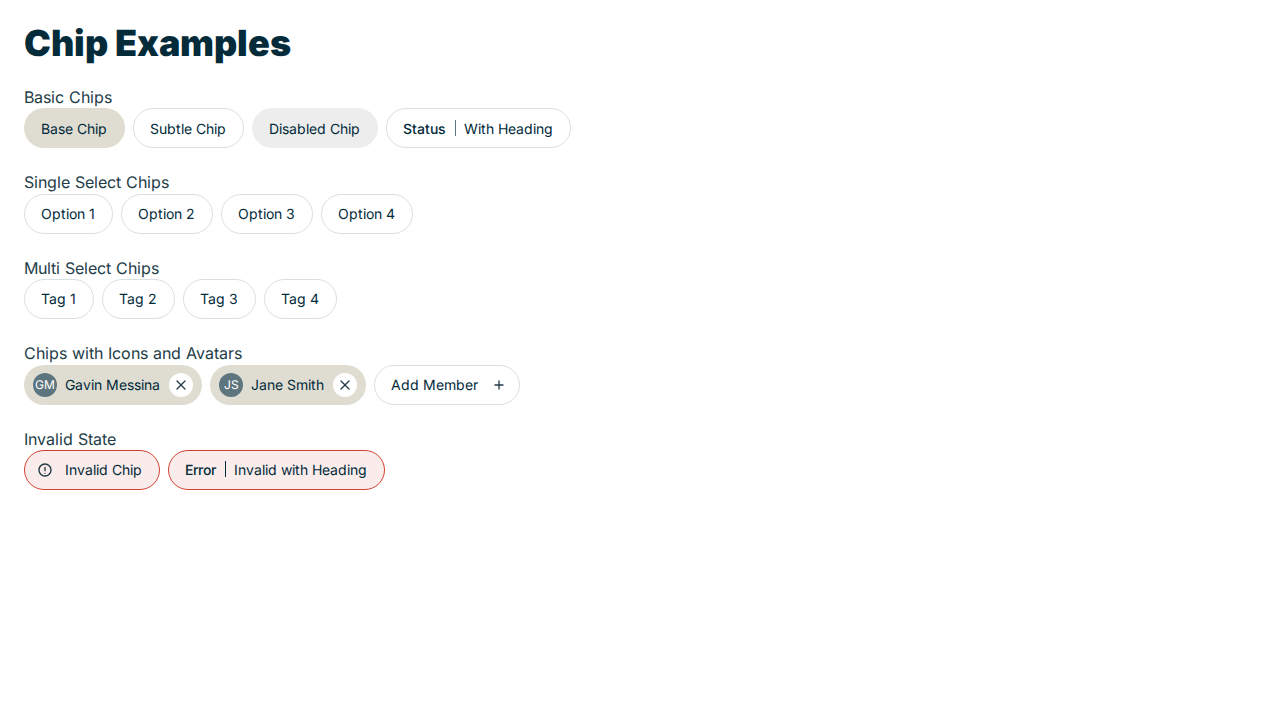 Chip Examples
Basic Chips
Base Chip Subtle Chip Disabled Chip Status With Heading
Single Select Chips
Option 1 Option 2 Option 3 Option 4
Multi Select Chips
Tag 1 Tag 2 Tag 3 Tag 4
Chips with Icons and Avatars
GM Gavin Messina JS Jane Smith Add Member
Invalid State
Invalid Chip Error Invalid with Heading